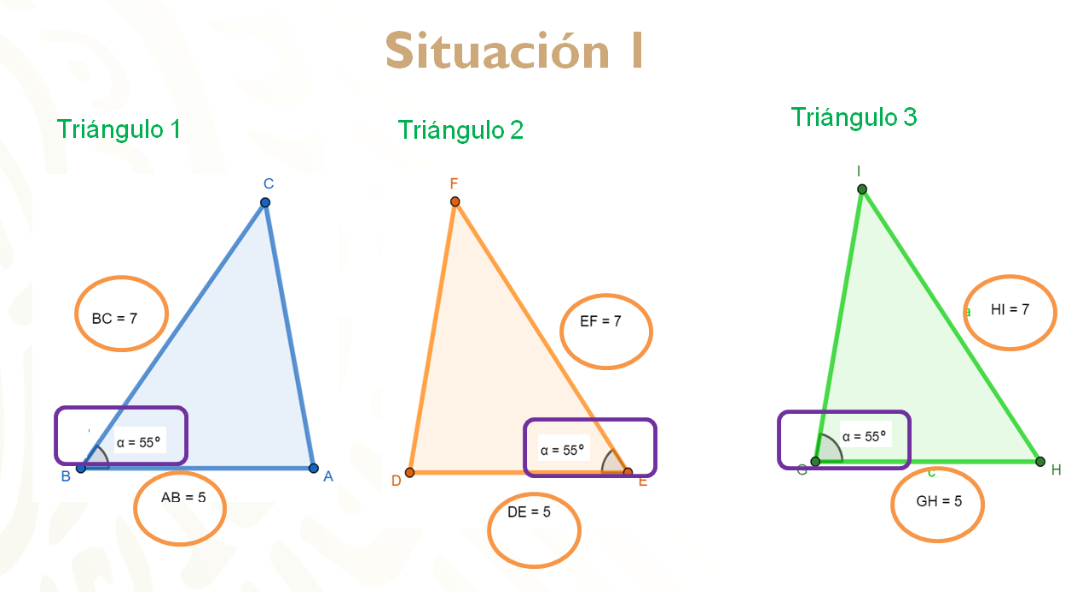 Situación 1
Triángulo 1
Triángulo 2
Triángulo 3
C
BC = 7
α = 55°
B
A
AB = 5
F
EF = 7
α = 55°
D
E
DE = 5
I
a
HI = 7
α = 55°
G
c
H
GH = 5